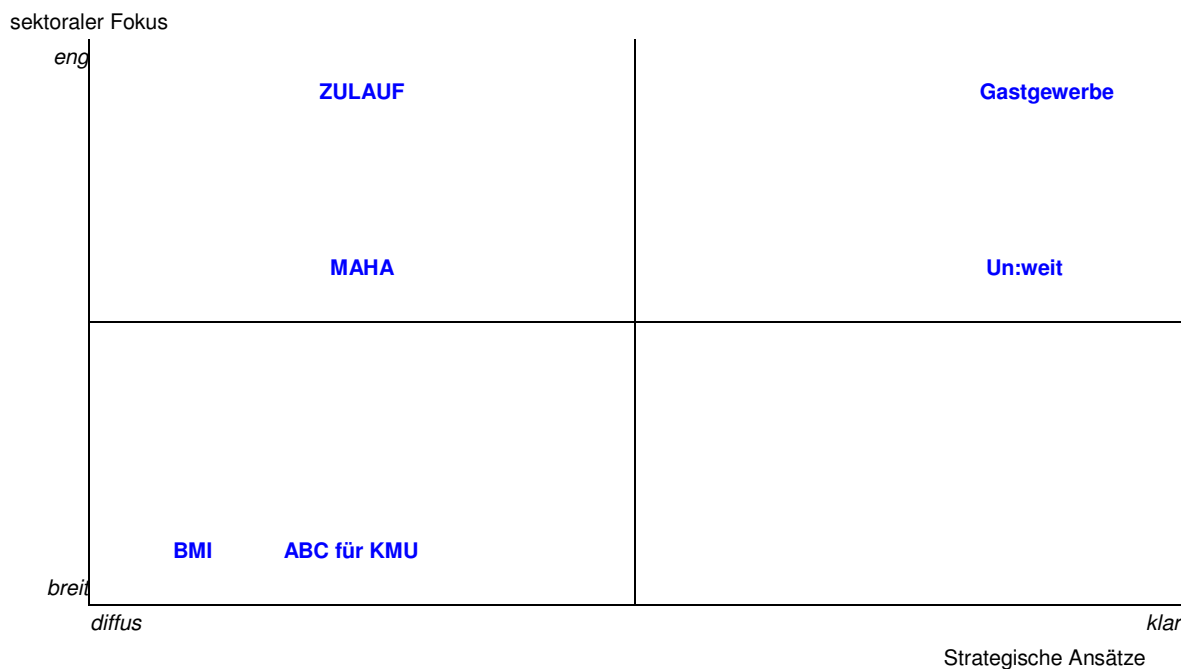 sektoraler Fokus
eng
ZULAUF Gastgewerbe
MAHA Un:weit
BMI ABC für KMU
breit
diffus klar
Strategische Ansätze